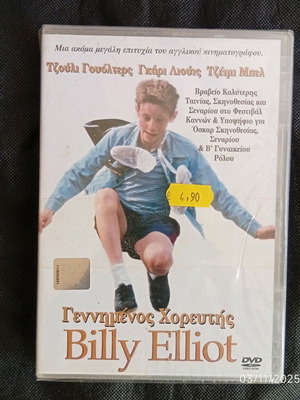 Μια ακόμα μεγάλη επιτυχία του αγγλικού κινηματογράφου.
Τζούλι Γουόλτερς Γκάρι Λιούις Τζέιμι Μπελ
Βραβείο Καλύτερης
Ταινίας, Σκηνοθεσίας και
Σεναρίου στο Φεστιβάλ
Καννών & Υποψήφιο για
Όσκαρ Σκηνοθεσίας,
Σεναρίου
& Β' Γυναικείου
Ρόλου
€ 4,90
Γεννημένος Χορευτής
Billy Elliot
DVD
03/11/2025